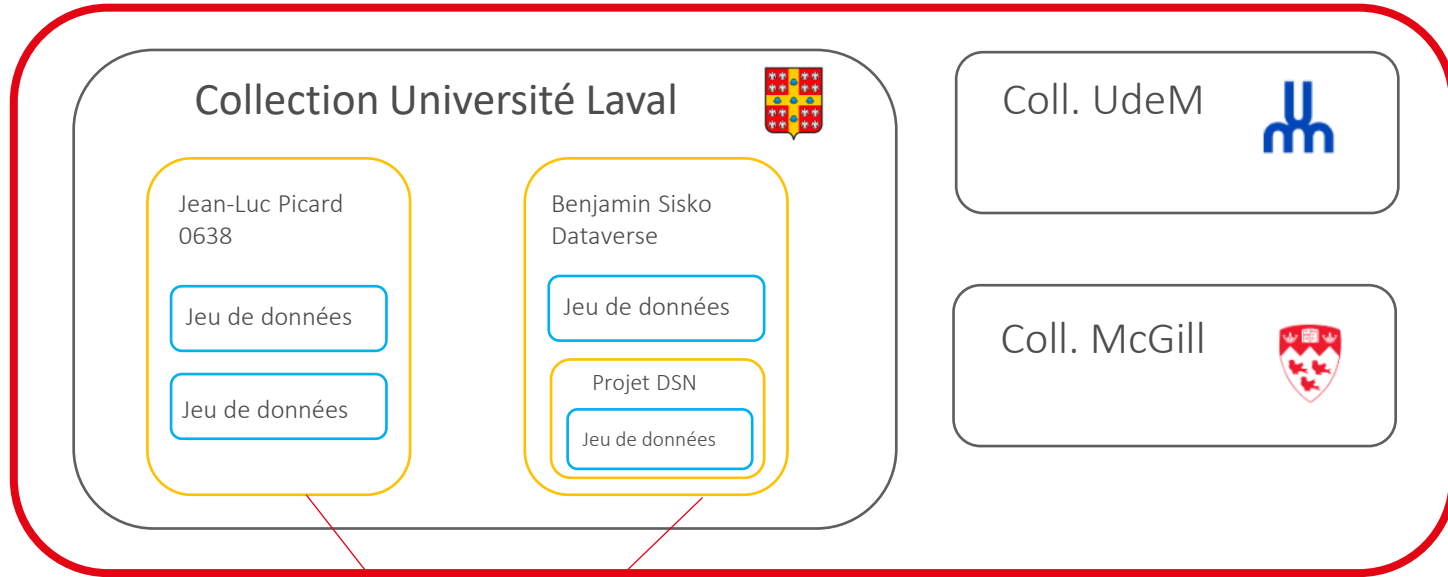 Collection Université Laval
Jean-Luc Picard
0638
Jeu de données
Jeu de données
Benjamin Sisko
Dataverse
Jeu de données
Projet DSN
Jeu de données
Coll. UdeM
Coll. McGill